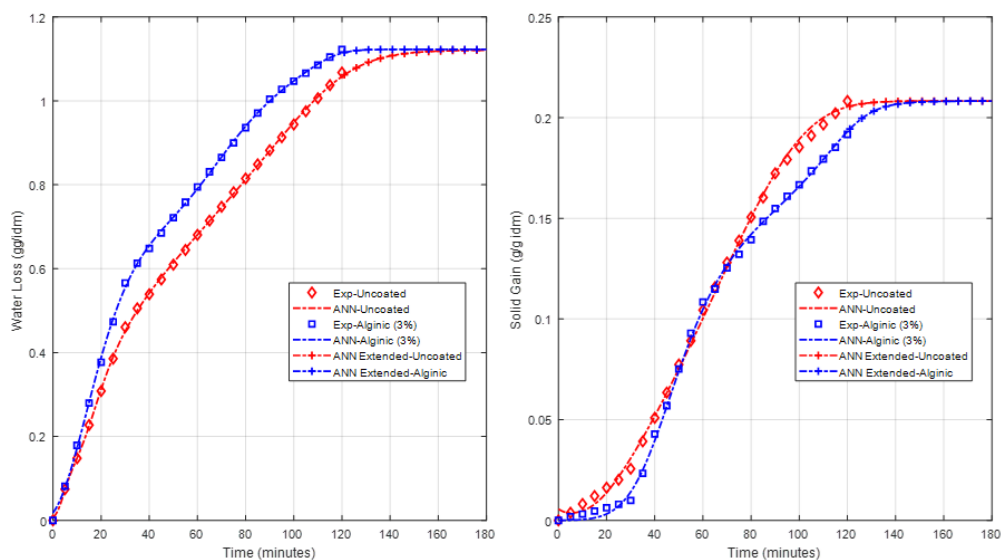 1.2
1
0.8
0.6
0.4
0.2
0
Water Loss (gg/idm)
0 20 40 60 80 100 120 140 160 180
Time (minutes)
Exp-Uncoated
ANN-Uncoated
Exp-Alginic (3%)
ANN-Alginic (3%)
ANN Extended-Uncoated
ANN Extended-Alginic
0.25
0.2
0.15
0.1
0.05
0
Solid Gain (g/g idm)
0 20 40 60 80 100 120 140 160 180
Time (minutes)
Exp-Uncoated
ANN-Uncoated
Exp-Alginic (3%)
ANN-Alginic (3%)
ANN Extended-Uncoated
ANN Extended-Alginic